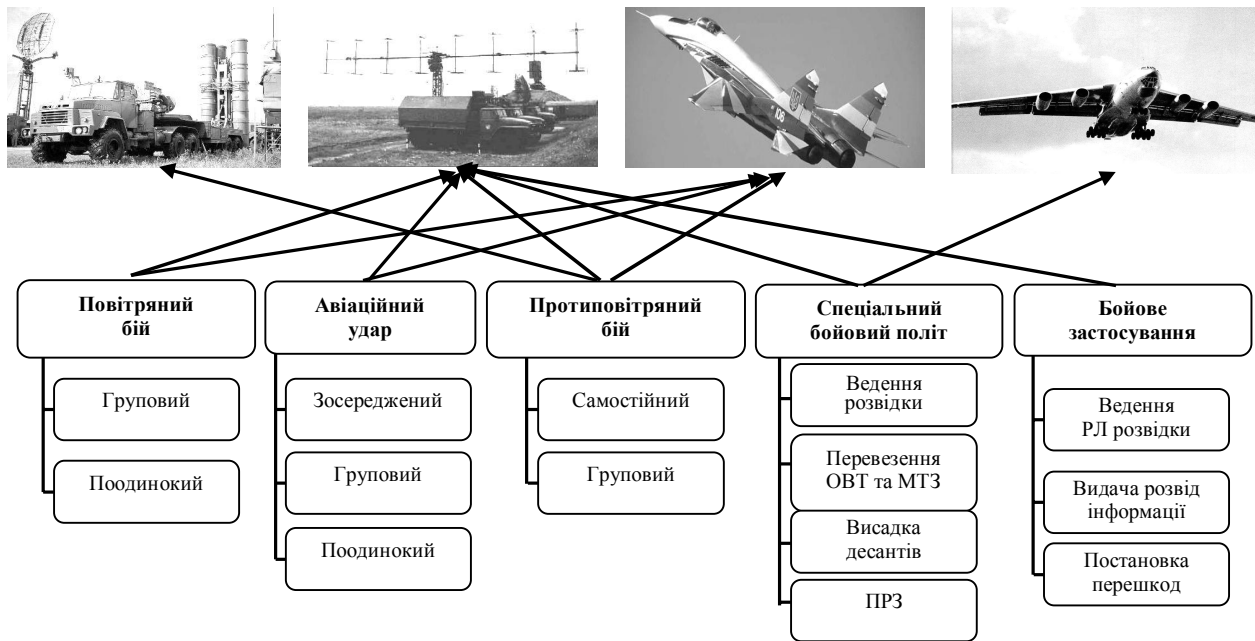 106
Повітряний
бій
Груповий
Поодинокий
Авіаційний
удар
Зосереджений
Груповий
Поодинокий
Протиповітряний
бій
Самостійний
Груповий
Спеціальний
бойовий політ
Ведення
розвідки
Перевезення
ОВТ та МТЗ
Висадка
десантів
ПРЗ
Бойове
застосування
Ведення
РЛ розвідки
Видача розвід
інформації
Постановка
перешкод